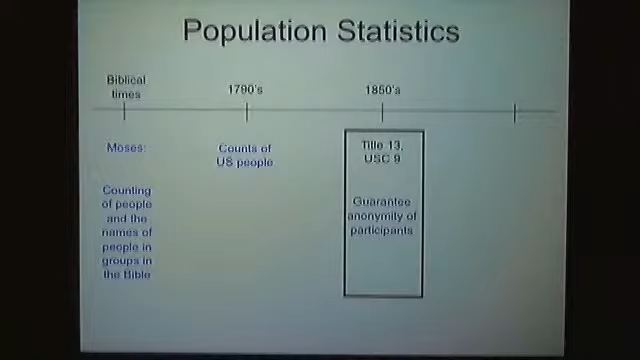 Population Statistics
Biblical
times
1790's
1850's
Moses:
Counts of
US people
Title 13,
USC 9
Counting
of people
and the
names of
people in
groups in
the Bible
Guarantee
anonymity of
participants